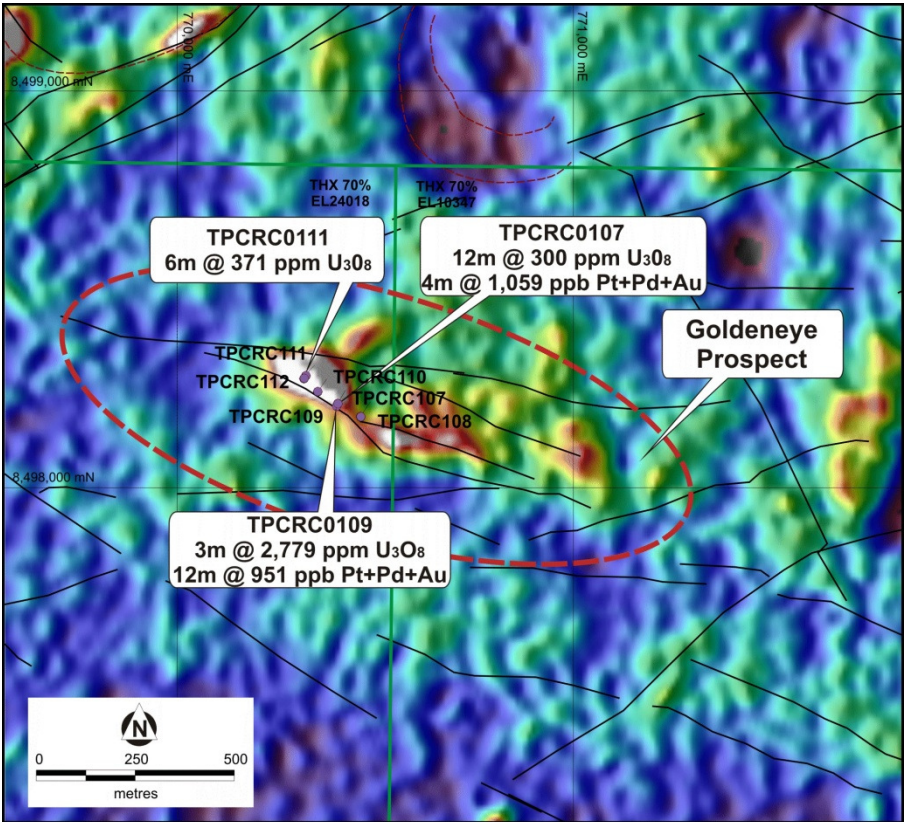 770,000 mE
771,000 mE
8,499,000 mN
THX 70%
EL24018
THX 70%
EL10347
TPCRC0111
6m @ 371 ppm U₃0₈
TPCRC0107
12m @ 300 ppm U₃0₈
4m @ 1,059 ppb Pt+Pd+Au
Goldeneye
Prospect
TPCRC111
TPCRC112
TPCRC110
TPCRC107
TPCRC109
TPCRC108
8,498,000 mN
TPCRC0109
3m @ 2,779 ppm U₃O₈
12m @ 951 ppb Pt+Pd+Au
N
0 250 500
metres